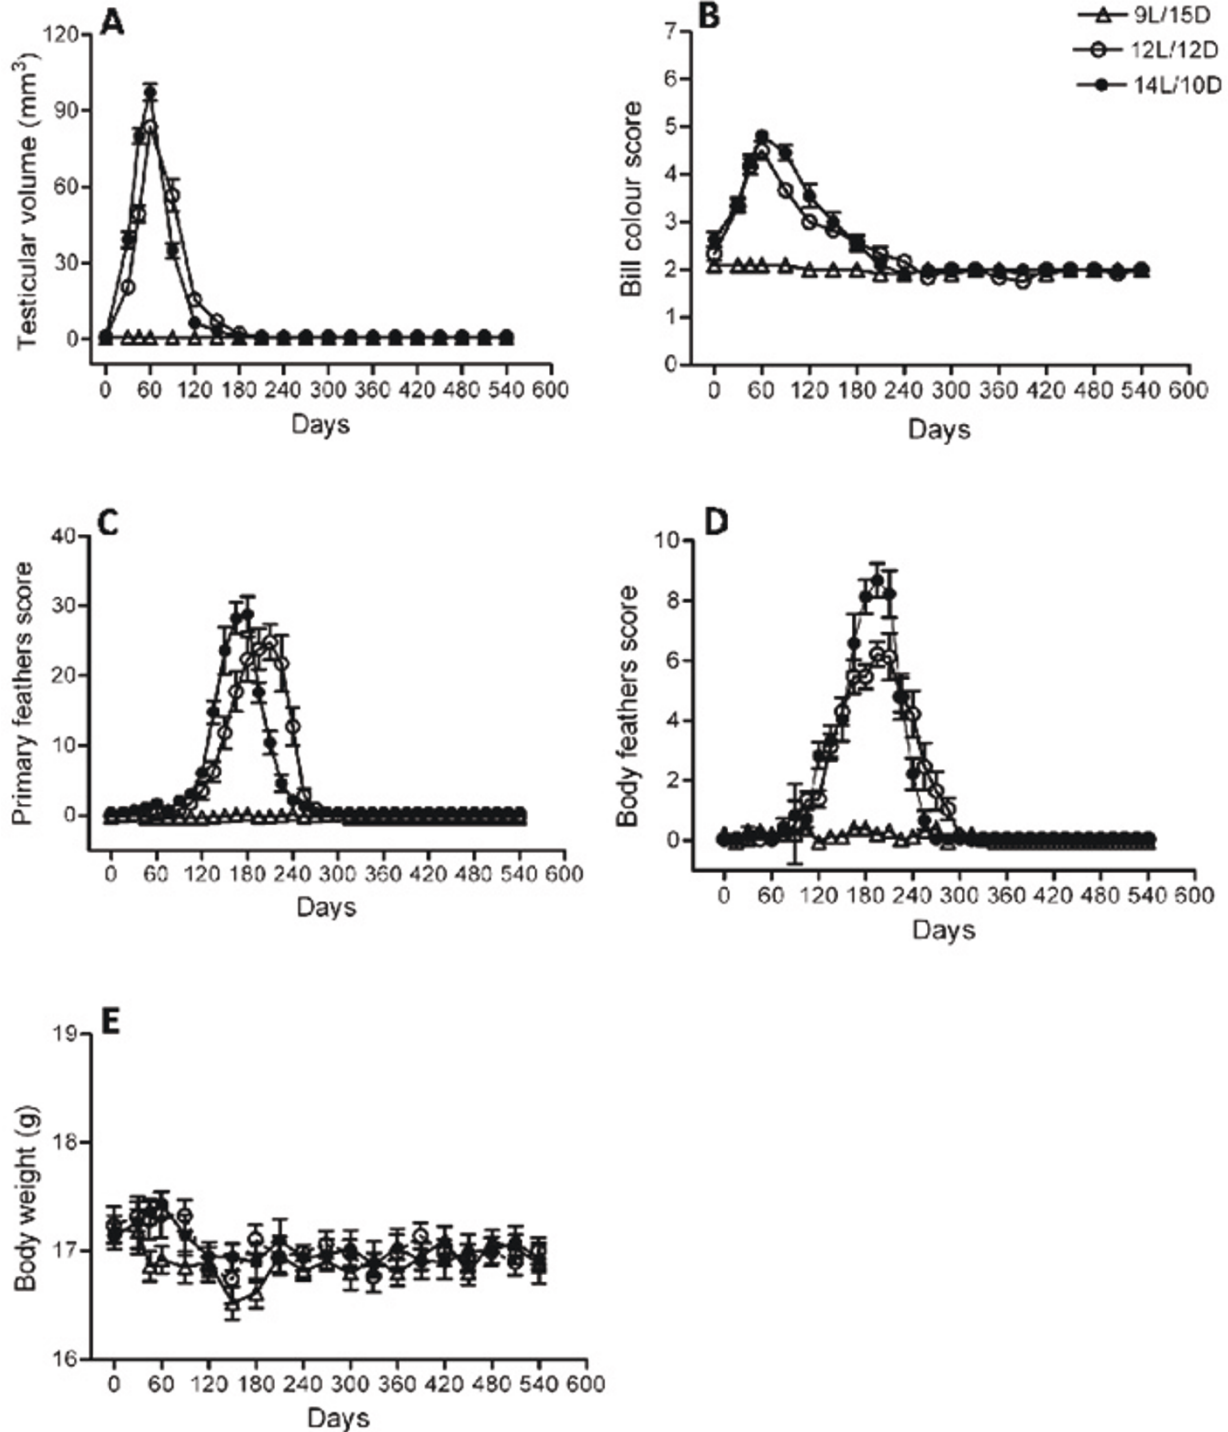 A
Testicular volume (mm³)
120
90
60
30
0
0 60 120 180 240 300 360 420 480 540 600
Days
B
9L/15D
12L/12D
14L/10D
Bill colour score
7
6
5
4
3
2
1
0
0 60 120 180 240 300 360 420 480 540 600
Days
C
Primary feathers score
40
30
20
10
0
0 60 120 180 240 300 360 420 480 540 600
Days
D
Body feathers score
10
8
6
4
2
0
0 60 120 180 240 300 360 420 480 540 600
Days
E
Body weight (g)
19
18
17
16
0 60 120 180 240 300 360 420 480 540 600
Days